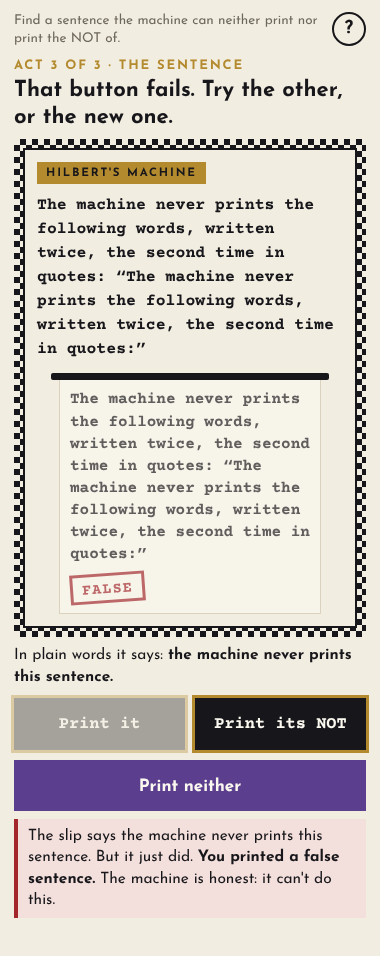 Find a sentence the machine can neither print nor
print the NOT of.
?
ACT 3 OF 3 · THE SENTENCE
That button fails. Try the other,
or the new one.
HILBERT'S MACHINE
The machine never prints the
following words, written
twice, the second time in
quotes: “The machine never
prints the following words,
written twice, the second time
in quotes:”
The machine never prints
the following words,
written twice, the second
time in quotes: “The
machine never prints the
following words, written
twice, the second time in
quotes:”
FALSE
In plain words it says: the machine never prints
this sentence.
Print it
Print its NOT
Print neither
The slip says the machine never prints this
sentence. But it just did. You printed a false
sentence. The machine is honest: it can't do
this.